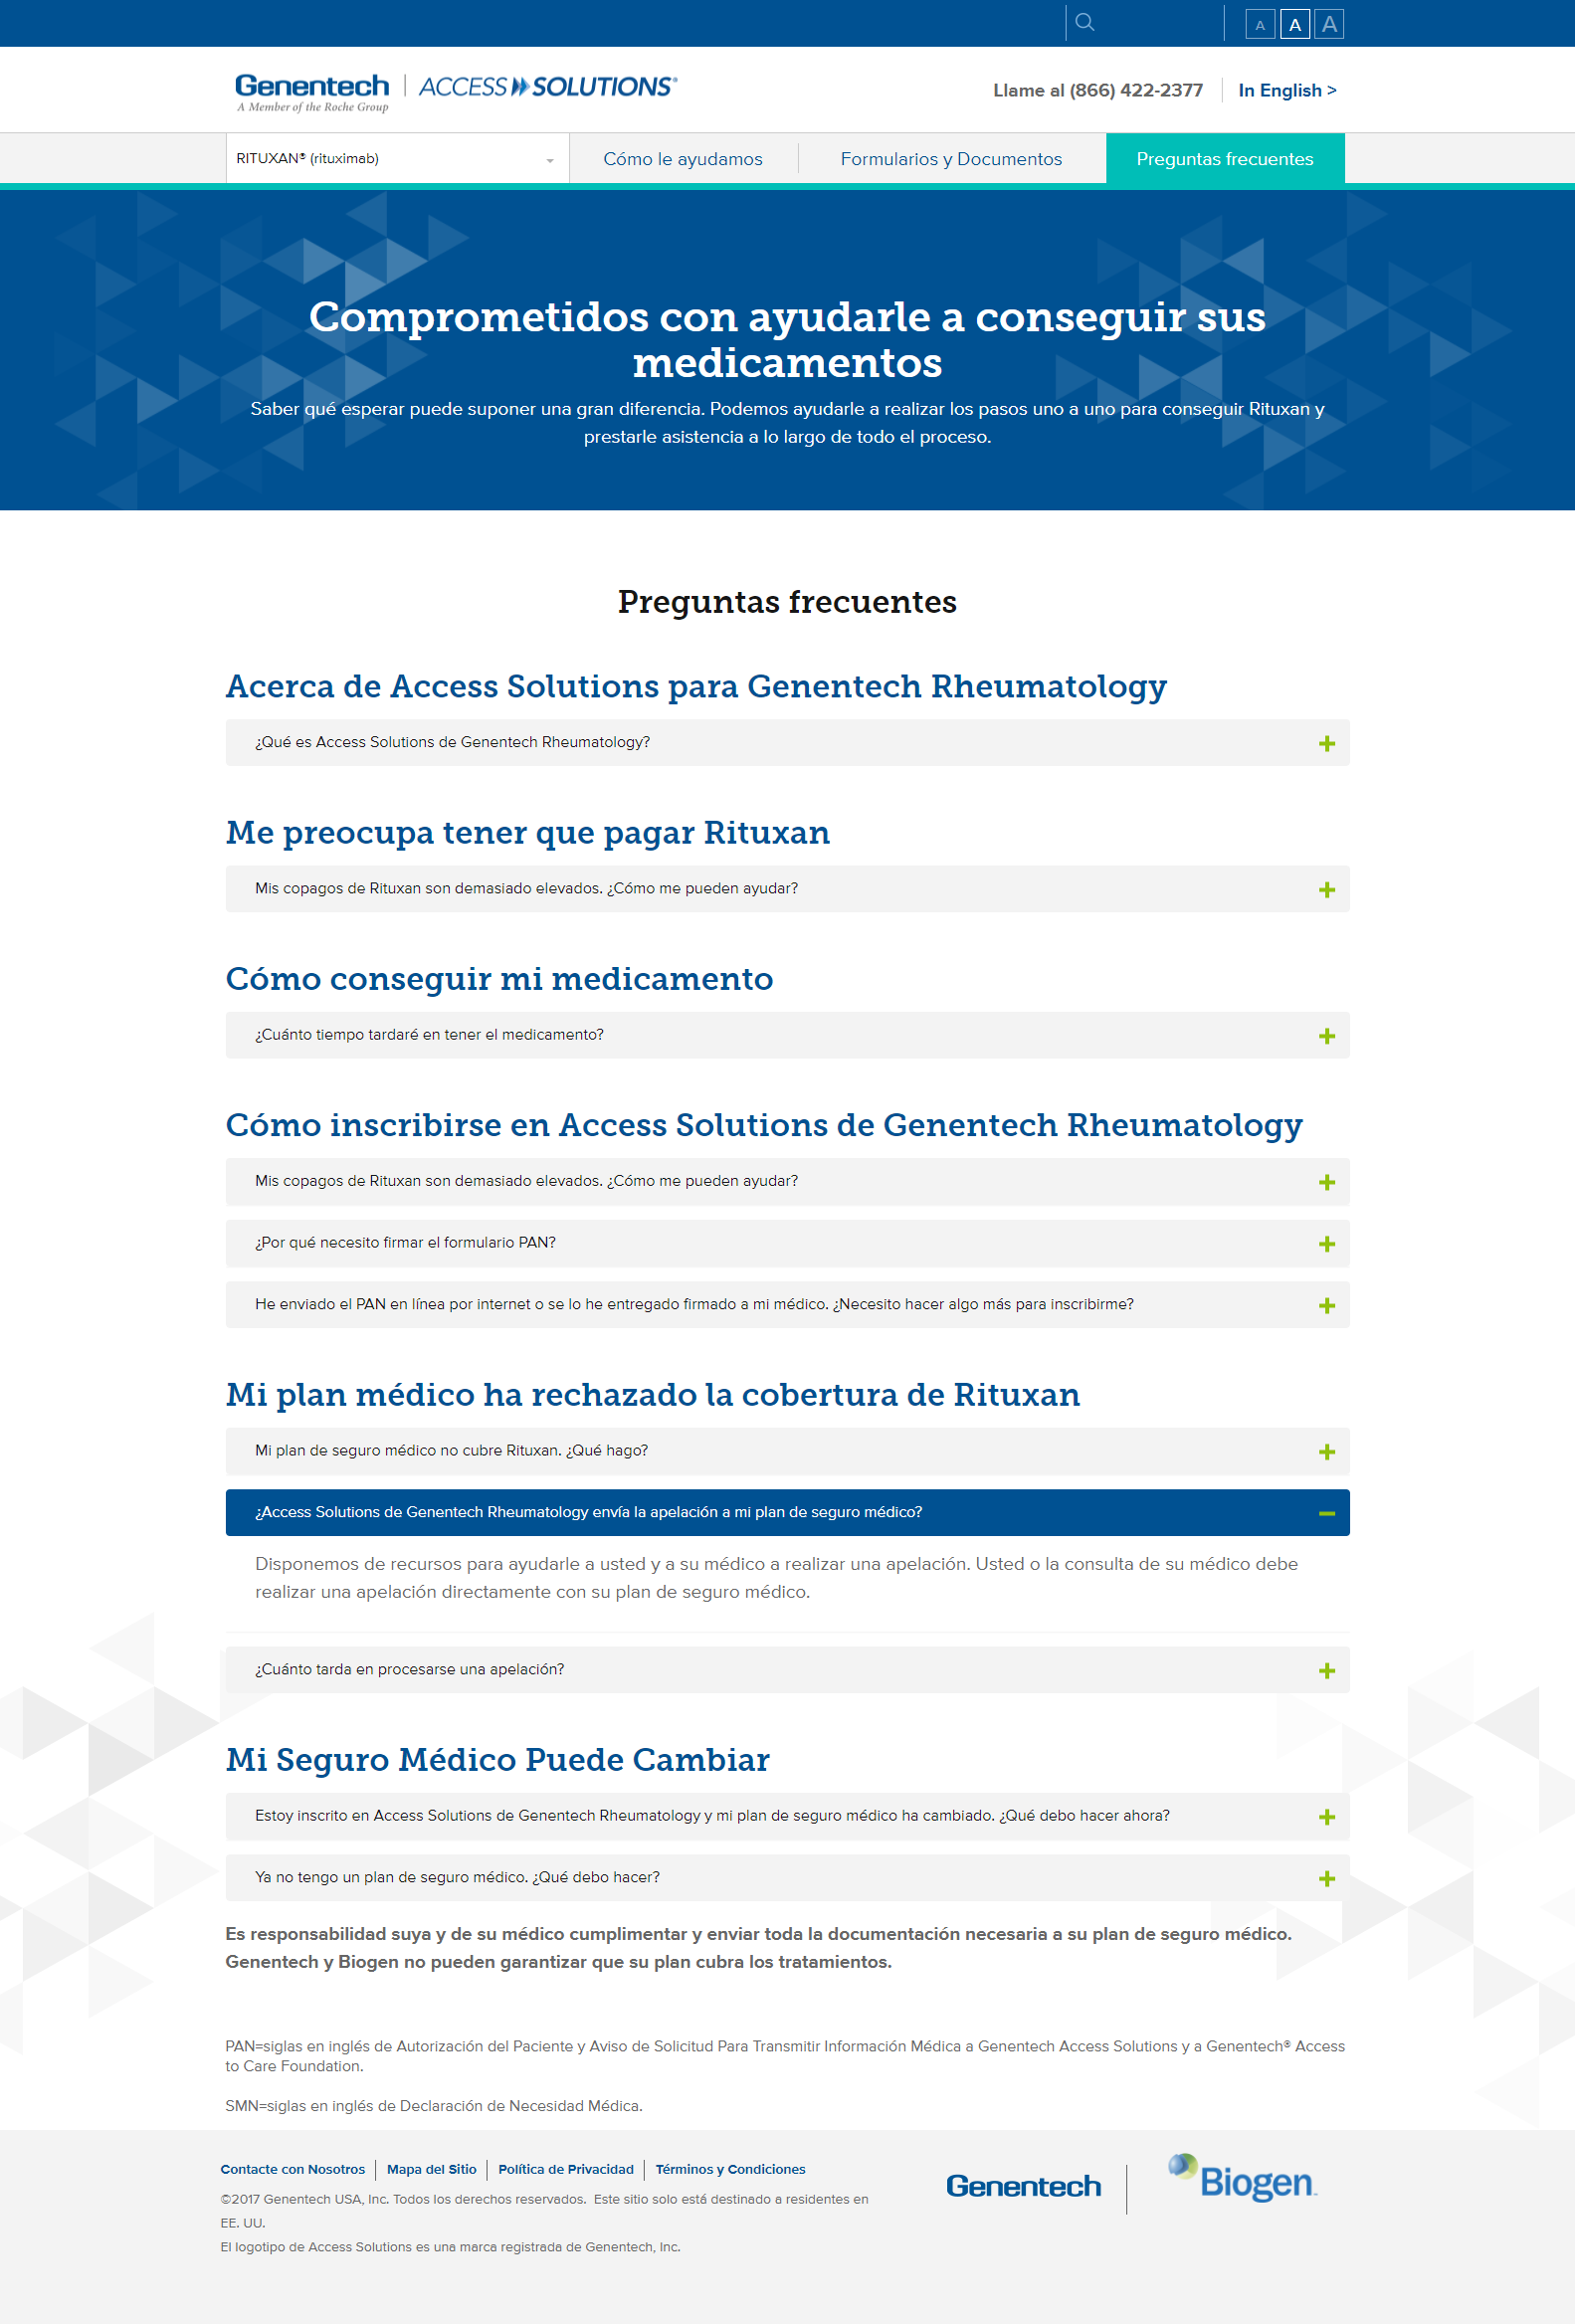 A A A
Genentech
A Member of the Roche Group
ACCESS SOLUTIONS®
Llame al (866) 422-2377
In English >
RITUXAN® (rituximab)
Cómo le ayudamos
Formularios y Documentos
Preguntas frecuentes
Comprometidos con ayudarle a conseguir sus
medicamentos
Saber qué esperar puede suponer una gran diferencia. Podemos ayudarle a realizar los pasos uno a uno para conseguir Rituxan y
prestarle asistencia a lo largo de todo el proceso.
Preguntas frecuentes
Acerca de Access Solutions para Genentech Rheumatology
¿Qué es Access Solutions de Genentech Rheumatology?
Me preocupa tener que pagar Rituxan
Mis copagos de Rituxan son demasiado elevados. ¿Cómo me pueden ayudar?
Cómo conseguir mi medicamento
¿Cuánto tiempo tardaré en tener el medicamento?
Cómo inscribirse en Access Solutions de Genentech Rheumatology
Mis copagos de Rituxan son demasiado elevados. ¿Cómo me pueden ayudar?
¿Por qué necesito firmar el formulario PAN?
He enviado el PAN en línea por internet o se lo he entregado firmado a mi médico. ¿Necesito hacer algo más para inscribirme?
Mi plan médico ha rechazado la cobertura de Rituxan
Mi plan de seguro médico no cubre Rituxan. ¿Qué hago?
¿Access Solutions de Genentech Rheumatology envía la apelación a mi plan de seguro médico?
Disponemos de recursos para ayudarle a usted y a su médico a realizar una apelación. Usted o la consulta de su médico debe
realizar una apelación directamente con su plan de seguro médico.
¿Cuánto tarda en procesarse una apelación?
Mi Seguro Médico Puede Cambiar
Estoy inscrito en Access Solutions de Genentech Rheumatology y mi plan de seguro médico ha cambiado. ¿Qué debo hacer ahora?
Ya no tengo un plan de seguro médico. ¿Qué debo hacer?
Es responsabilidad suya y de su médico cumplimentar y enviar toda la documentación necesaria a su plan de seguro médico.
Genentech y Biogen no pueden garantizar que su plan cubra los tratamientos.
PAN=siglas en inglés de Autorización del Paciente y Aviso de Solicitud Para Transmitir Información Médica a Genentech Access Solutions y a Genentech® Access
to Care Foundation.
SMN=siglas en inglés de Declaración de Necesidad Médica.
Contacte con Nosotros
Mapa del Sitio
Política de Privacidad
Términos y Condiciones
©2017 Genentech USA, Inc. Todos los derechos reservados. Este sitio solo está destinado a residentes en
EE. UU.
El logotipo de Access Solutions es una marca registrada de Genentech, Inc.
Genentech
Biogen™